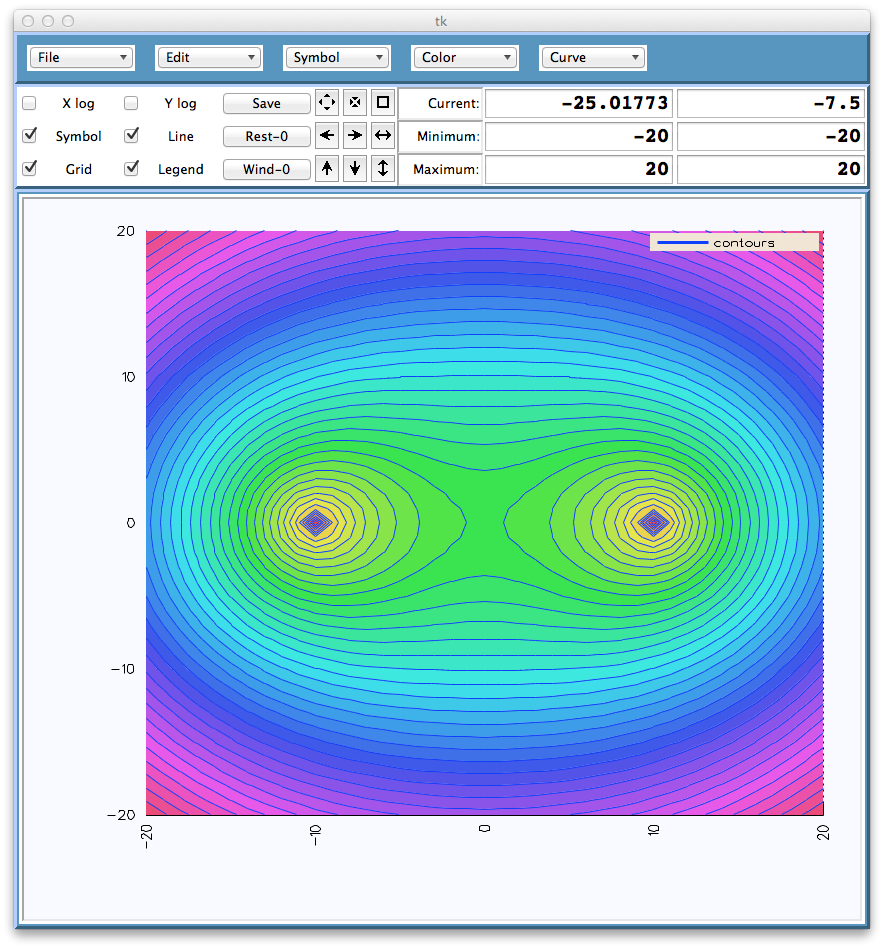 tk
File Edit Symbol Color Curve
X log Y log Save Current: -25.01773 -7.5
Symbol Line Rest-0 Minimum: -20 -20
Grid Legend Wind-0 Maximum: 20 20
20
contours
10
0
-10
-20
-20 -10 0 10 20